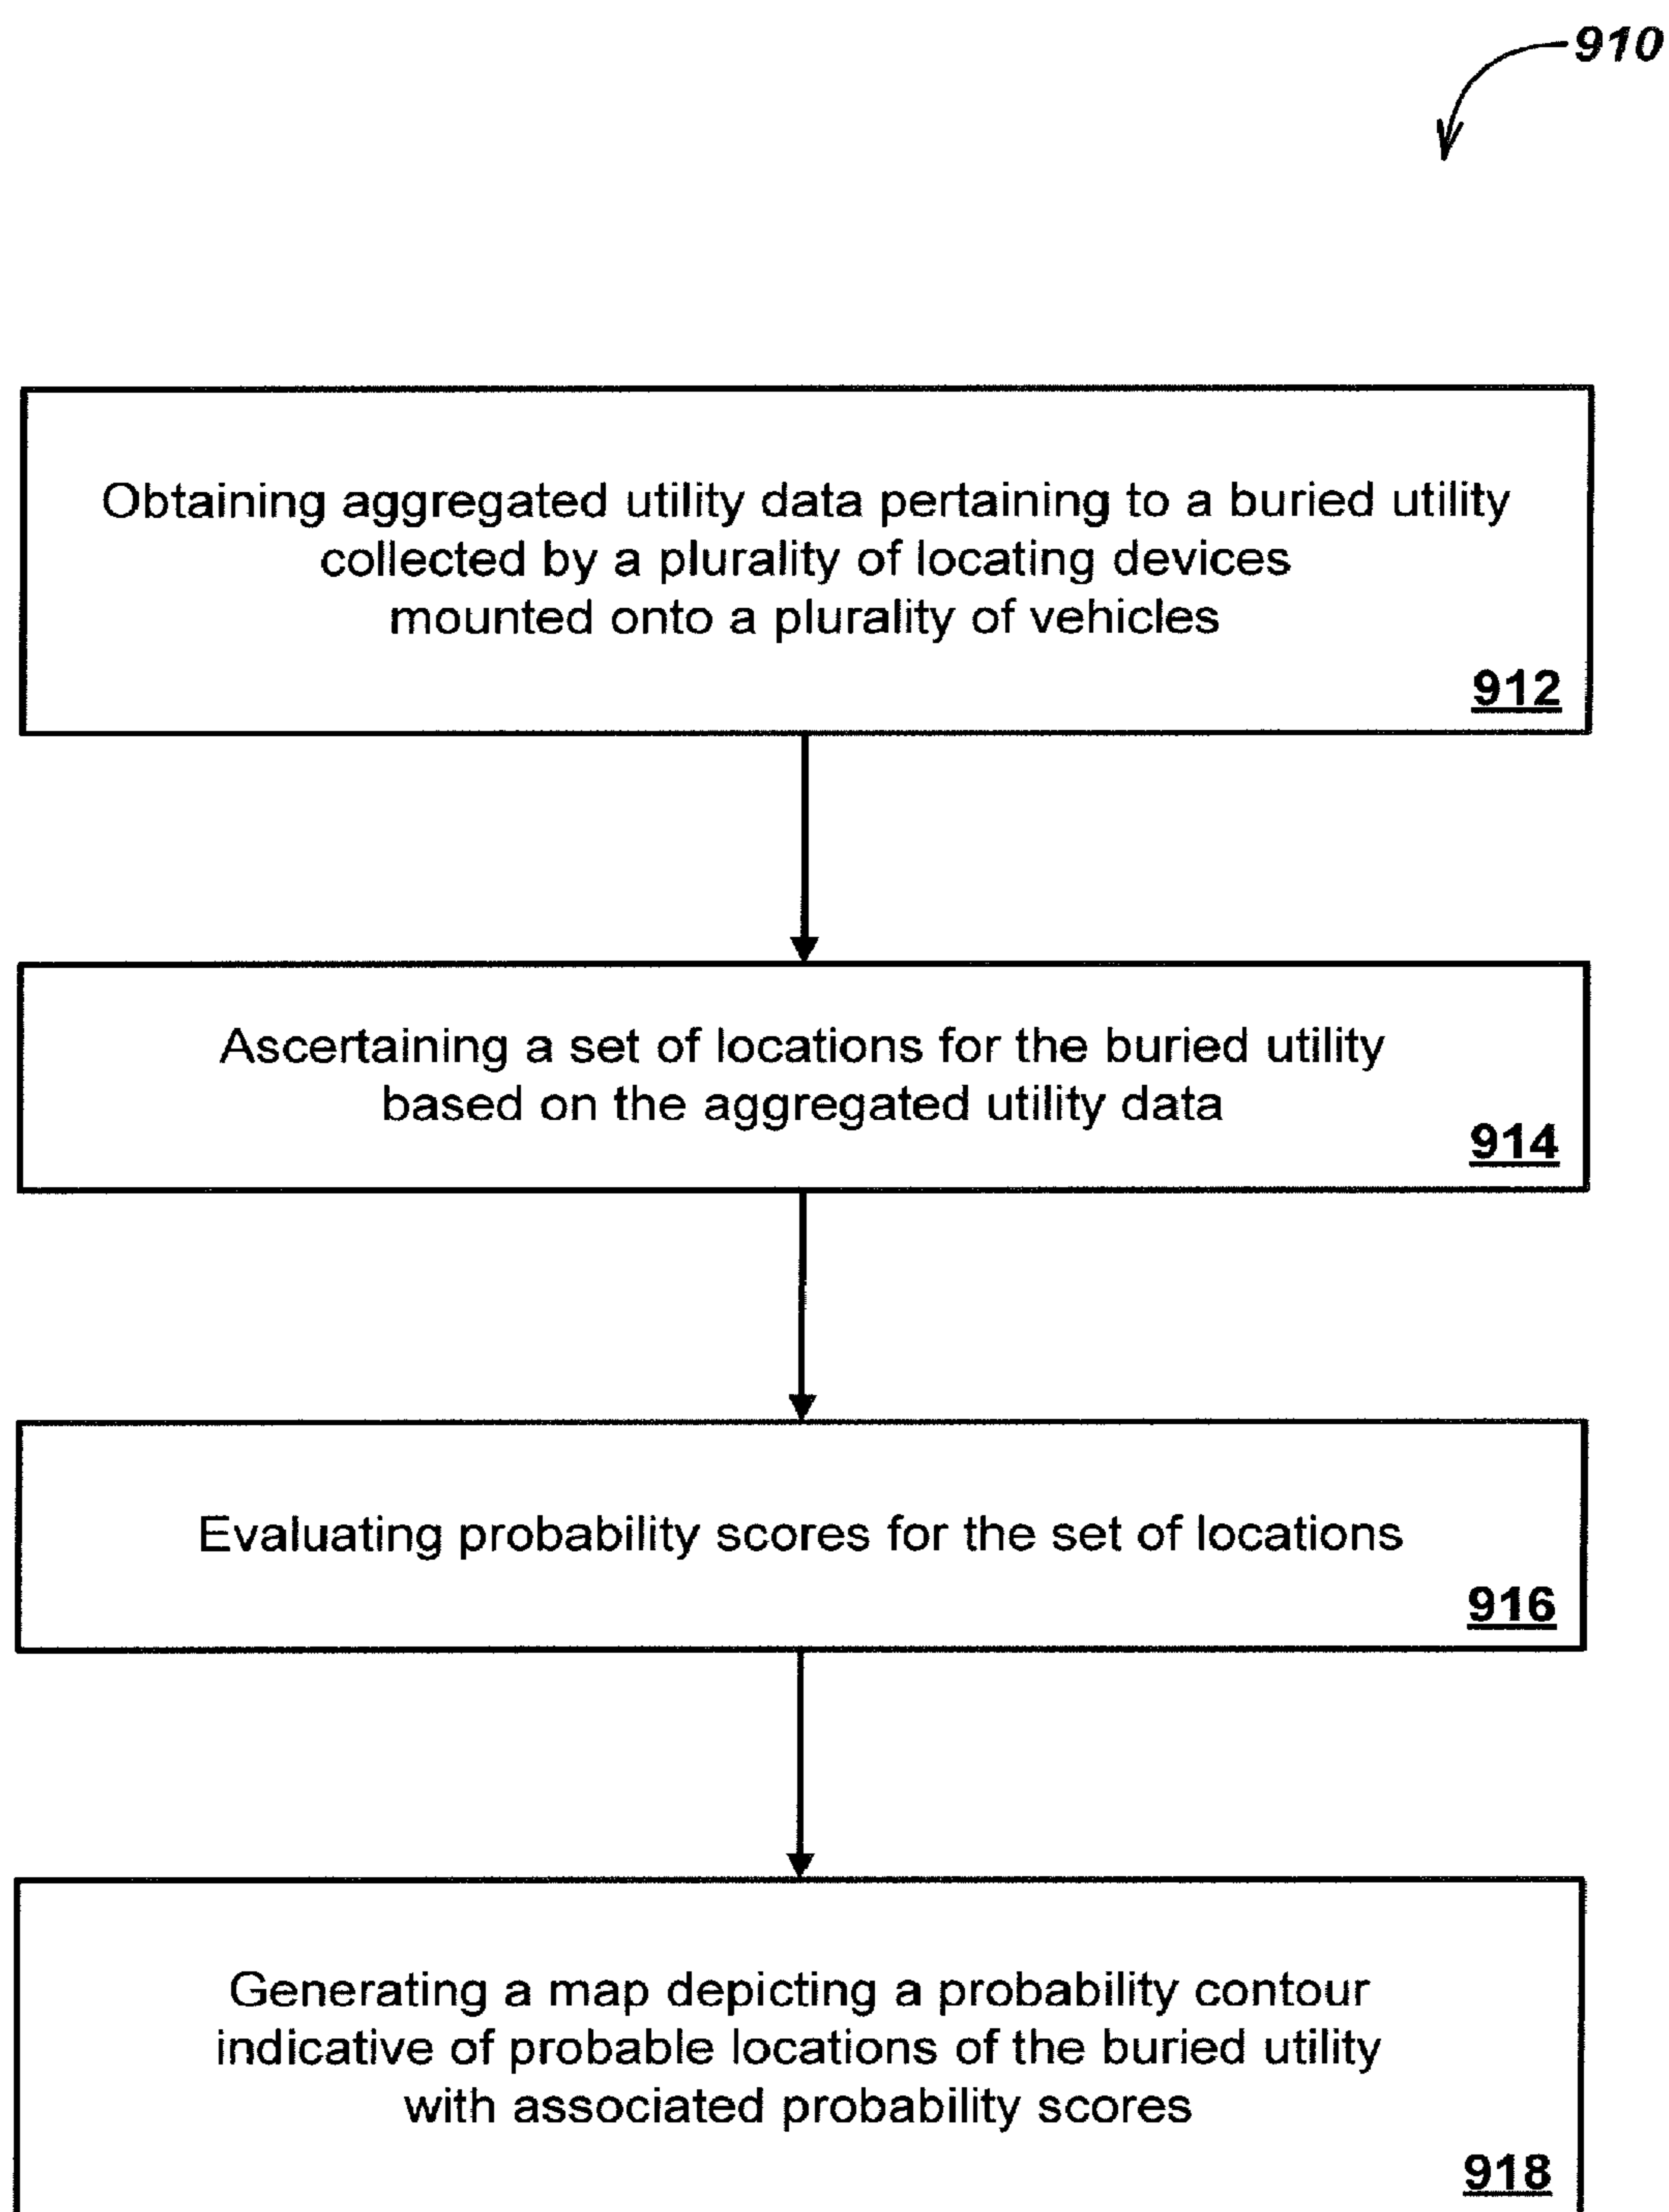 910
Obtaining aggregated utility data pertaining to a buried utility
collected by a plurality of locating devices
mounted onto a plurality of vehicles
912
Ascertaining a set of locations for the buried utility
based on the aggregated utility data
914
Evaluating probability scores for the set of locations
916
Generating a map depicting a probability contour
indicative of probable locations of the buried utility
with associated probability scores
918